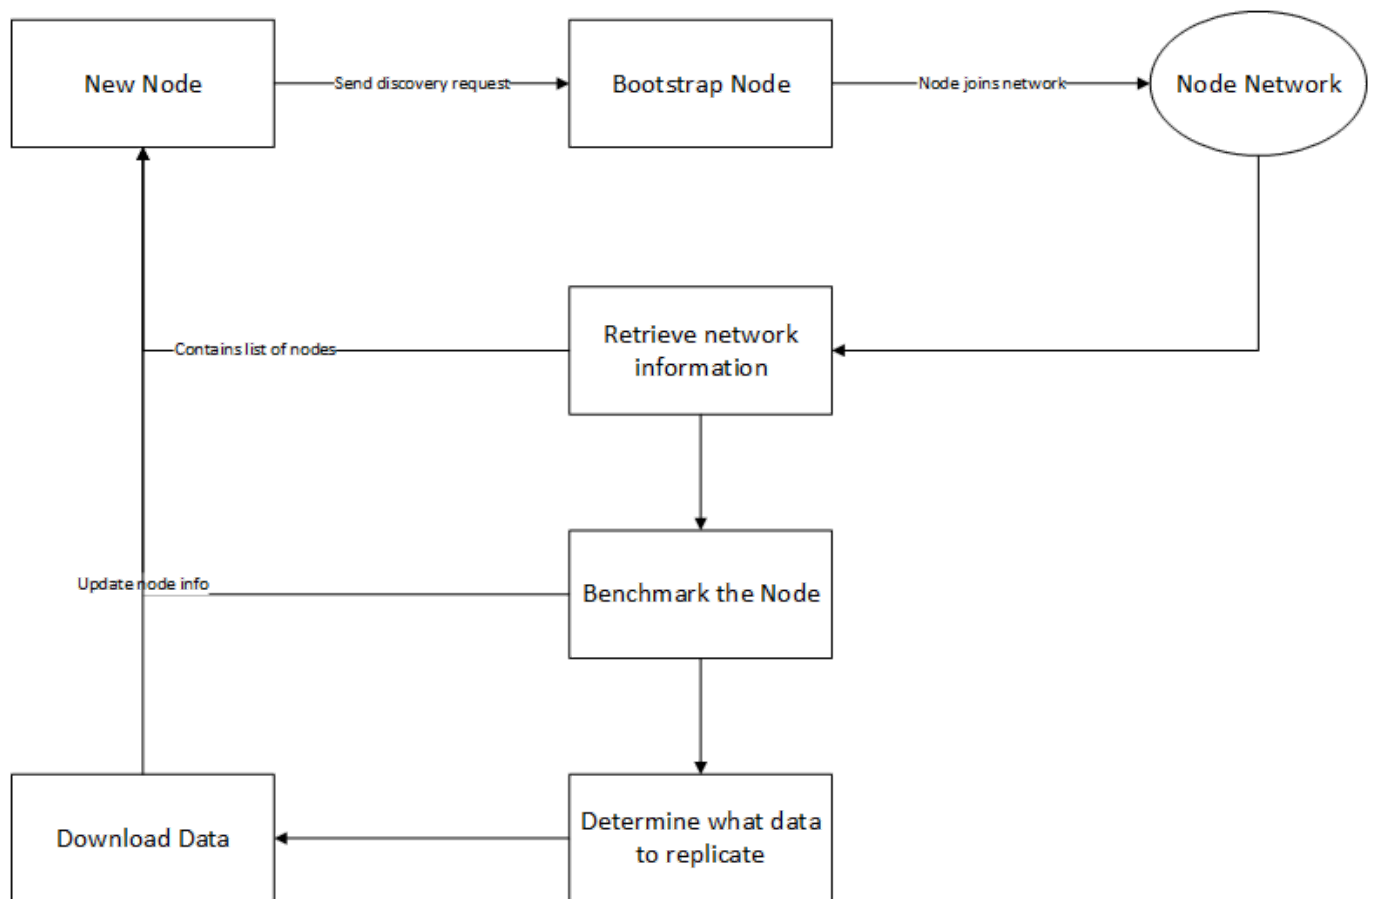 New Node
Send discovery request
Bootstrap Node
Node joins network
Node Network
Retrieve network
information
Contains list of nodes
Update node info
Benchmark the Node
Download Data
Determine what data
to replicate